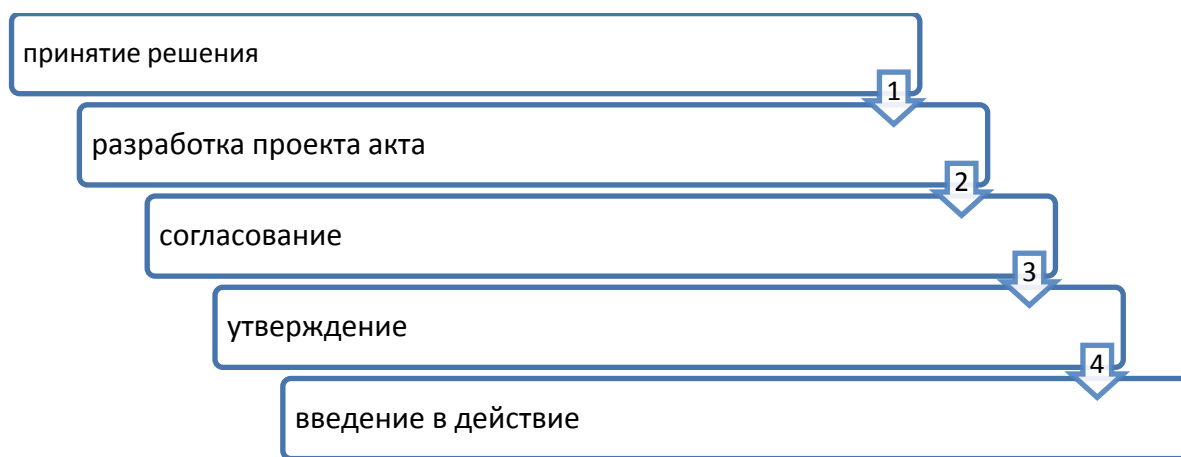 принятие решения
1
разработка проекта акта
2
согласование
3
утверждение
4
введение в действие